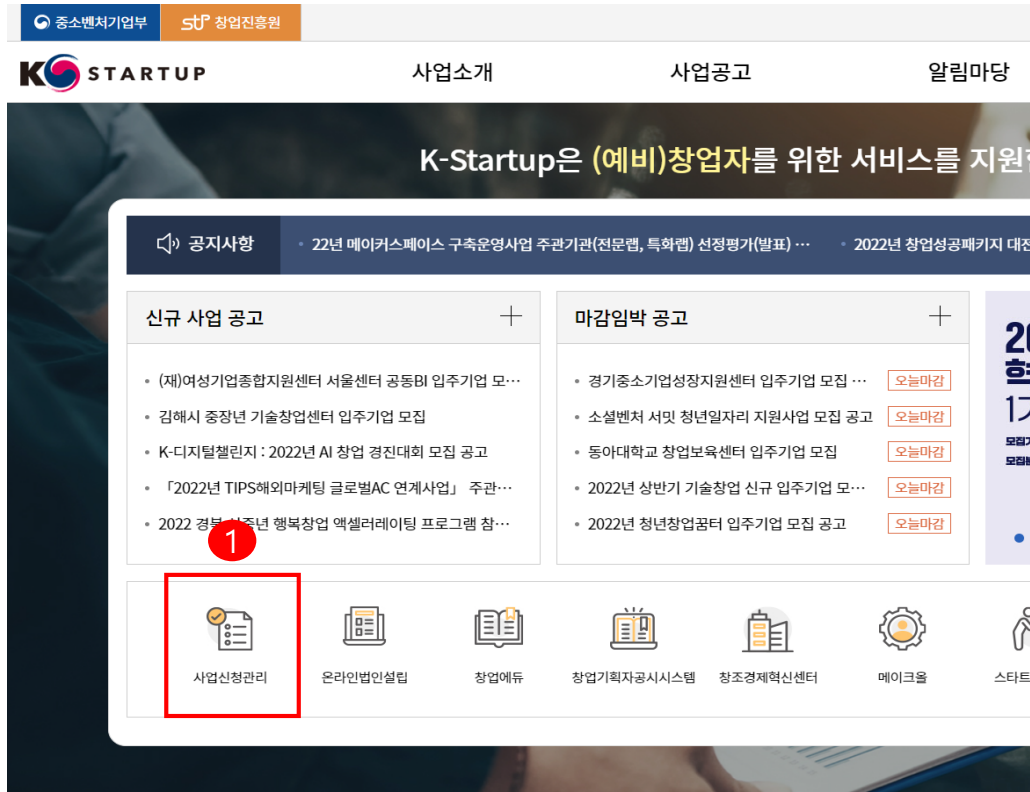 중소벤처기업부 창업진흥원
K STARTUP 사업소개 사업공고 알림마당
K-Startup은 (예비)창업자를 위한 서비스를 지원
공지사항 22년 메이커스페이스 구축운영사업 주관기관(전문랩, 특화랩) 선정평가(발표) ··· 2022년 창업성공패키지 대전
신규 사업 공고
(재)여성기업종합지원센터 서울센터 공동BI 입주기업 모···
김해시 중장년 기술창업센터 입주기업 모집
K-디지털챌린지 : 2022년 AI 창업 경진대회 모집 공고
「2022년 TIPS해외마케팅 글로벌AC 연계사업」 주관···
2022 경북 행복창업 액셀러레이팅 프로그램 참···
마감임박 공고
경기중소기업성장지원센터 입주기업 모집 ··· 오늘마감
소셜벤처 서밋 청년일자리 지원사업 모집 공고 오늘마감
동아대학교 창업보육센터 입주기업 모집 오늘마감
2022년 상반기 기술창업 신규 입주기업 모··· 오늘마감
2022년 청년창업꿈터 입주기업 모집 공고 오늘마감
1
사업신청관리 온라인법인설립 창업에듀 창업기획자공시시스템 창조경제혁신센터 메이크올 스타트